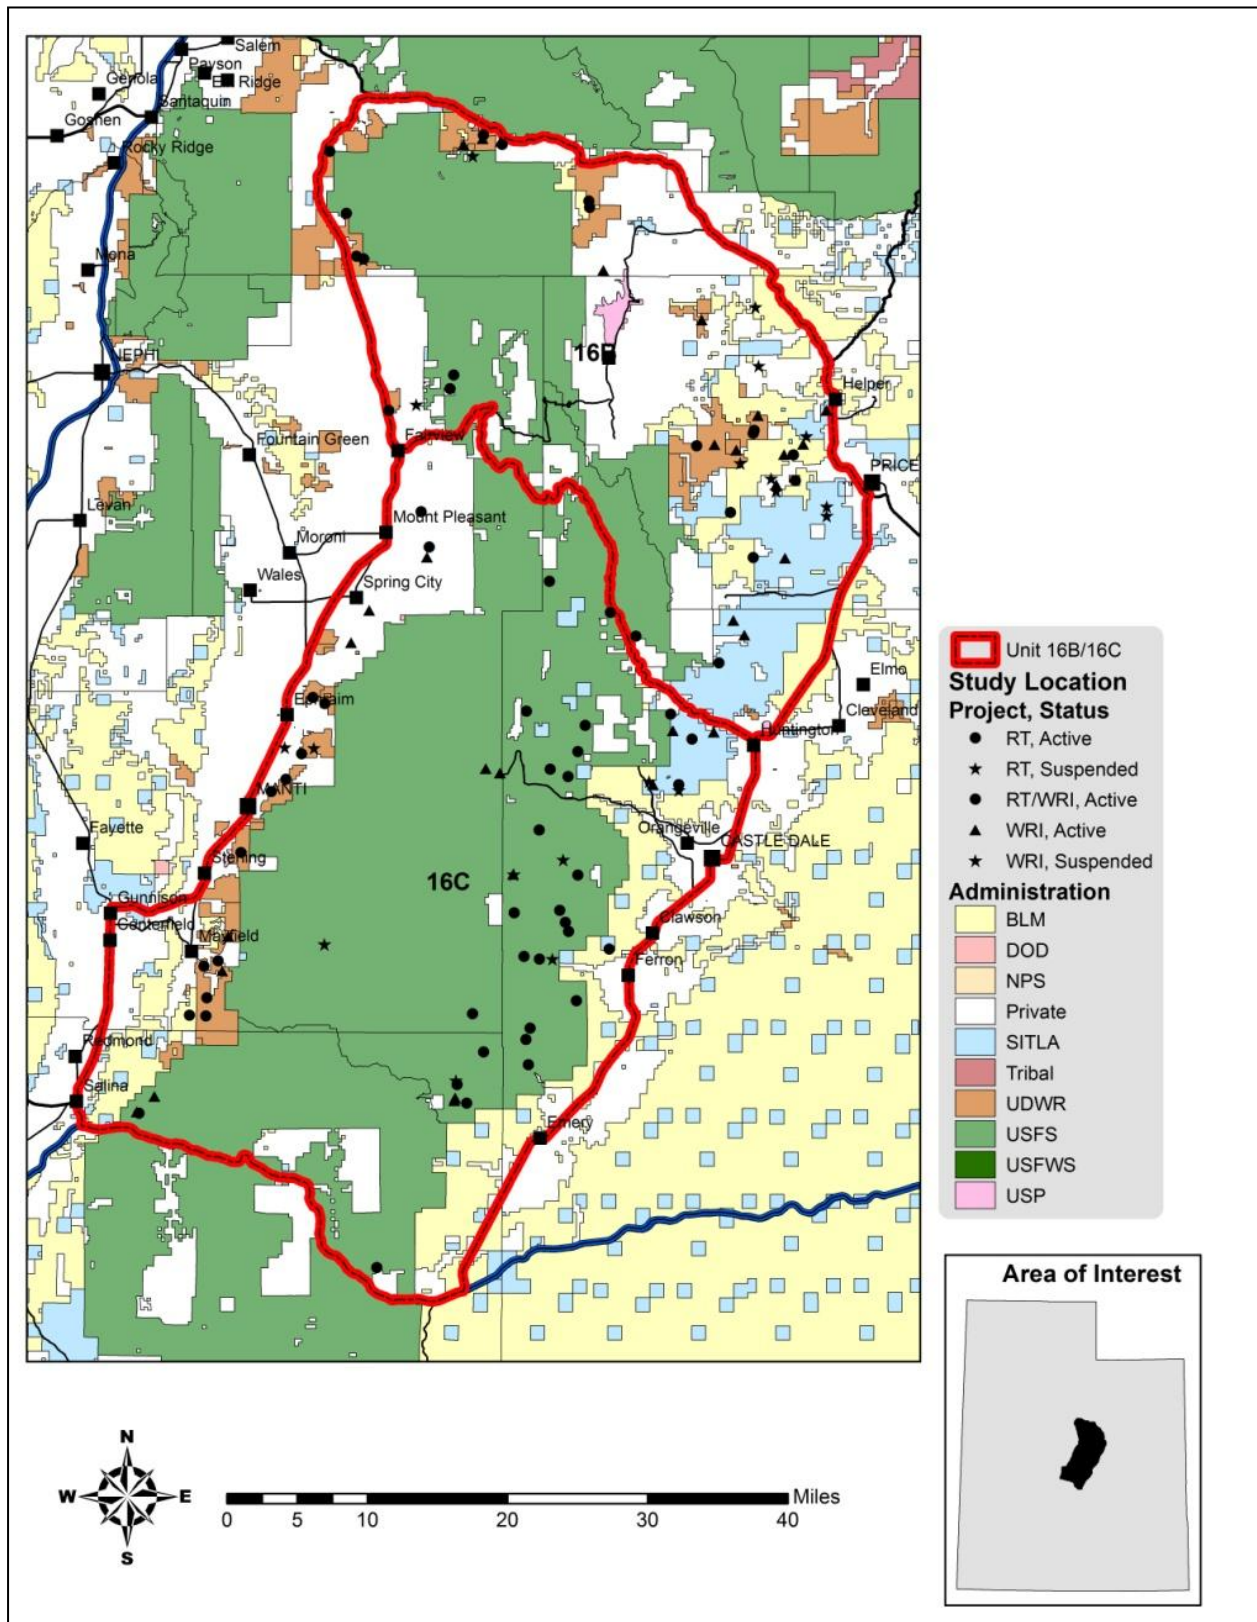 Salem
Payson
Genola
Elk Ridge
Santaquin
Goshen
Rocky Ridge
Mona
NEPHI
16B
Helper
Fountain Green
Fairview
PRICE
Levan
Mount Pleasant
Moroni
Wales
Spring City
Elmo
Ephraim
Cleveland
Huntington
MANTI
Fayette
Orangeville
CASTLE DALE
Sterling
16C
Gunnison
Centerfield
Mayfield
Clawson
Ferron
Redmond
Salina
Emery
Unit 16B/16C
Study Location
Project, Status
RT, Active
RT, Suspended
RT/WRI, Active
WRI, Active
WRI, Suspended
Administration
BLM
DOD
NPS
Private
SITLA
Tribal
UDWR
USFS
USFWS
USP
Area of Interest
N
W E
S
Miles
0 5 10 20 30 40